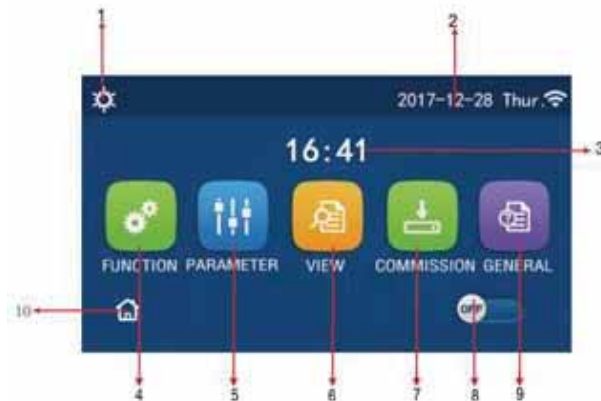 1
2
2017-12-28 Thur.
16:41
3
FUNCTION PARAMETER VIEW COMMISSION GENERAL
10
OFF
4 5 6 7 8 9